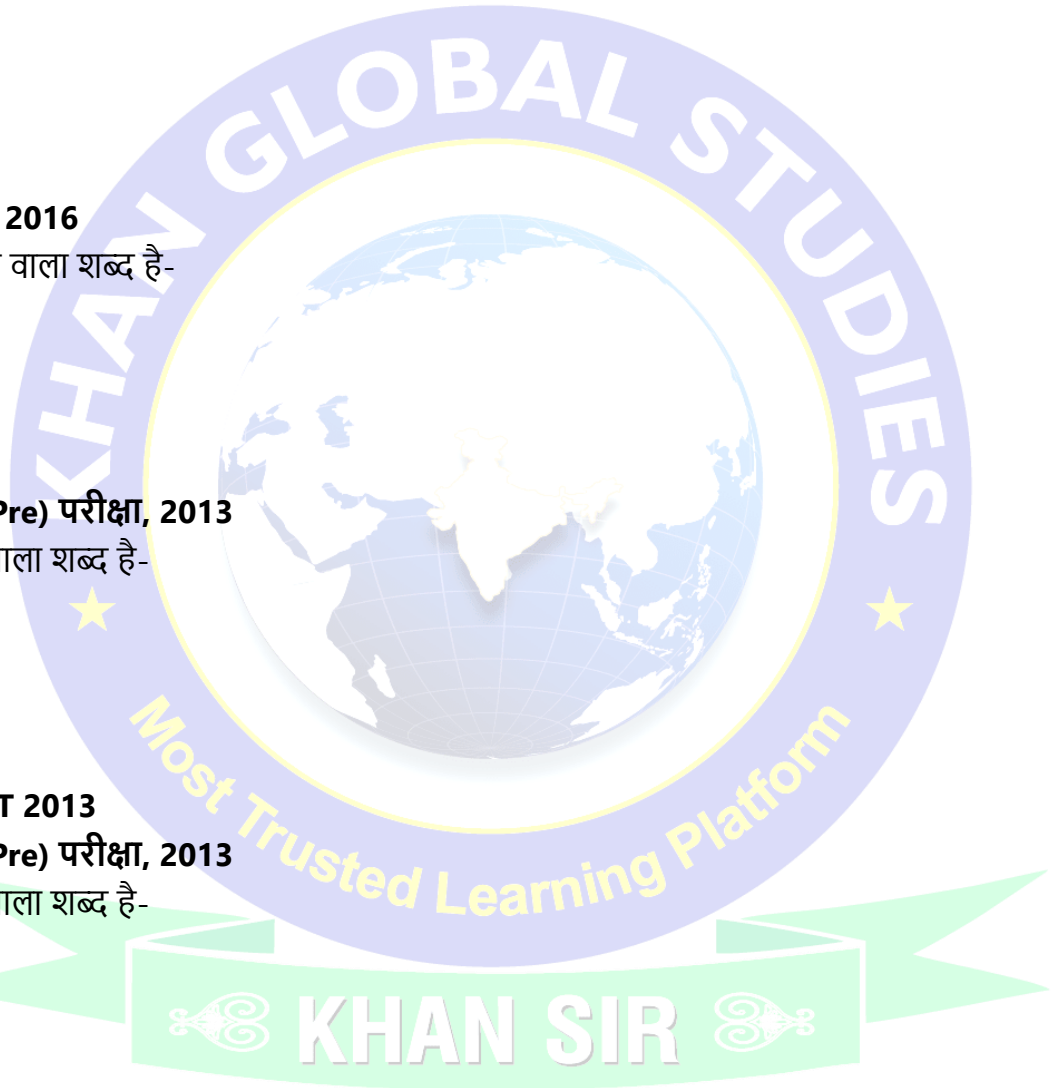 KHAN GLOBAL STUDIES
2016
वाला शब्द है-
Pre) परीक्षा, 2013
वाला शब्द है-
T 2013
Pre) परीक्षा, 2013
वाला शब्द है-
Most Trusted Learning Platform
KHAN SIR